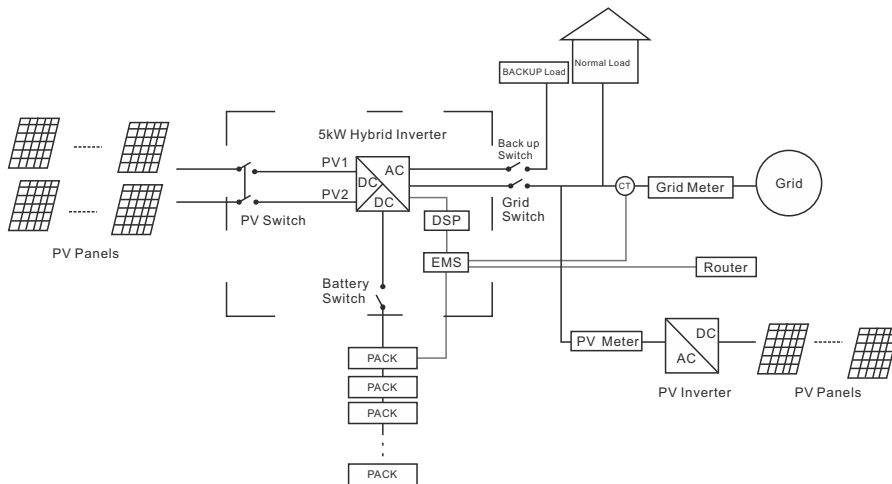 Normal Load
BACKUP Load
5kW Hybrid Inverter
Back up
Switch
PV1
AC
DC
PV2
DC
PV Switch
Grid
Switch
CT
Grid Meter
Grid
DSP
PV Panels
EMS
Router
Battery
Switch
PV Meter
DC
AC
PACK
PV Inverter
PV Panels
PACK
PACK
PACK